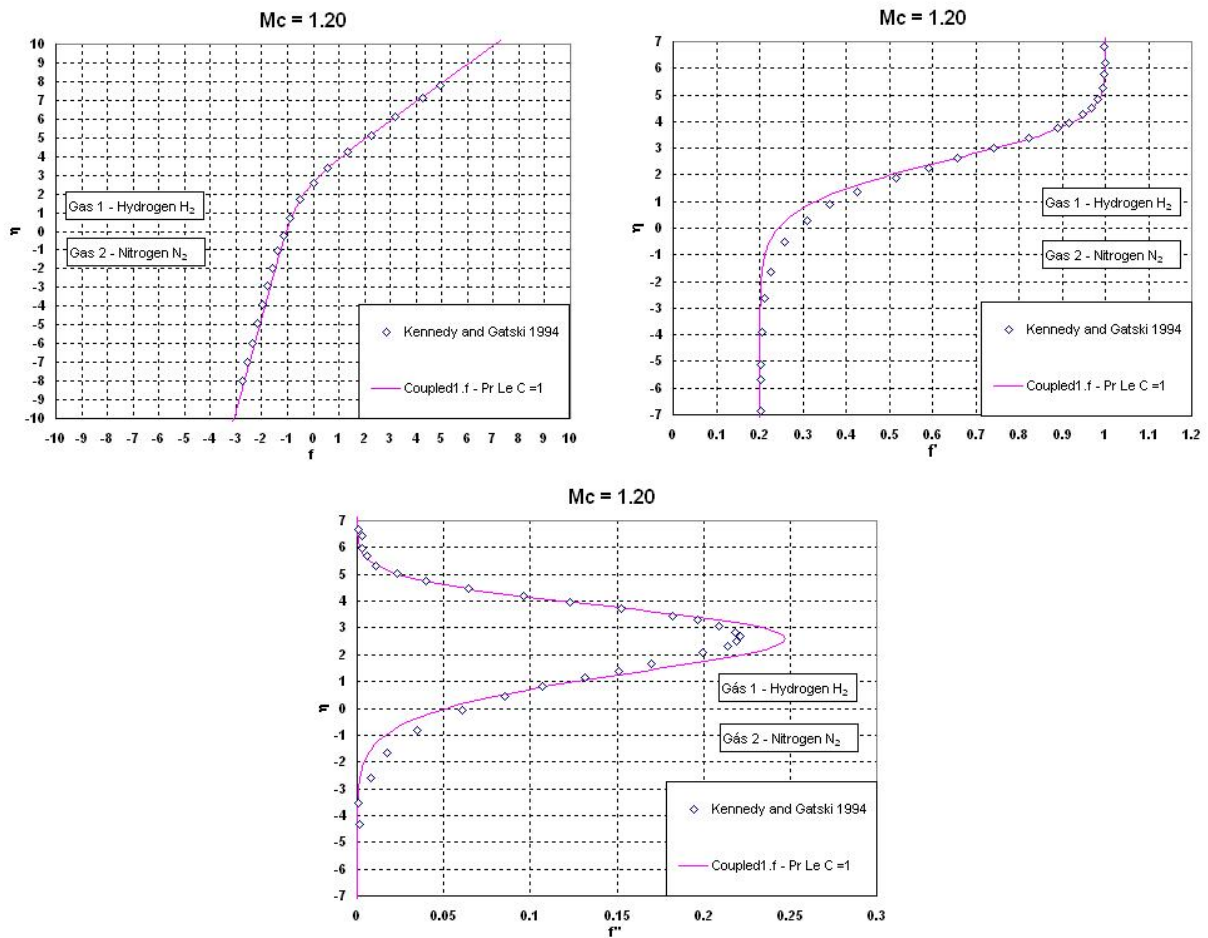 Mc = 1.20
10
9
8
7
6
5
4
3
2
1
0
-1
-2
-3
-4
-5
-6
-7
-8
-9
-10
η
Gas 1 - Hydrogen H₂
Gas 2 - Nitrogen N₂
Kennedy and Gatski 1994
Coupled1.f - Pr Le C =1
-10 -9 -8 -7 -6 -5 -4 -3 -2 -1 0 1 2 3 4 5 6 7 8 9 10
f
Mc = 1.20
7
6
5
4
3
2
1
0
-1
-2
-3
-4
-5
-6
-7
η
Gas 1 - Hydrogen H₂
Gas 2 - Nitrogen N₂
Kennedy and Gatski 1994
Coupled1.f - Pr Le C =1
0 0.1 0.2 0.3 0.4 0.5 0.6 0.7 0.8 0.9 1 1.1 1.2
f'
Mc = 1.20
7
6
5
4
3
2
1
0
-1
-2
-3
-4
-5
-6
-7
η
Gás 1 - Hydrogen H₂
Gás 2 - Nitrogen N₂
Kennedy and Gatski 1994
Coupled1.f - Pr Le C =1
0 0.05 0.1 0.15 0.2 0.25 0.3
f''